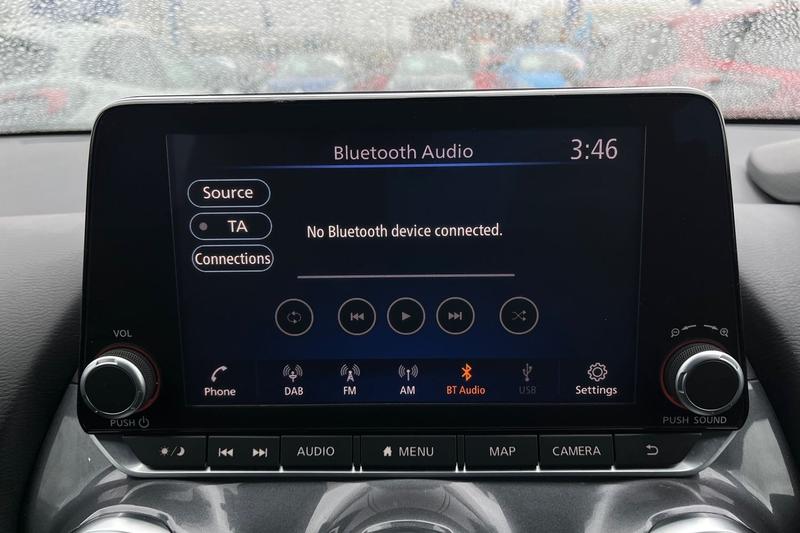 Bluetooth Audio
3:46
Source
TA
No Bluetooth device connected.
Connections
VOL
Phone
DAB
FM
AM
BT Audio
USB
Settings
PUSH
PUSH SOUND
AUDIO
MENU
MAP
CAMERA